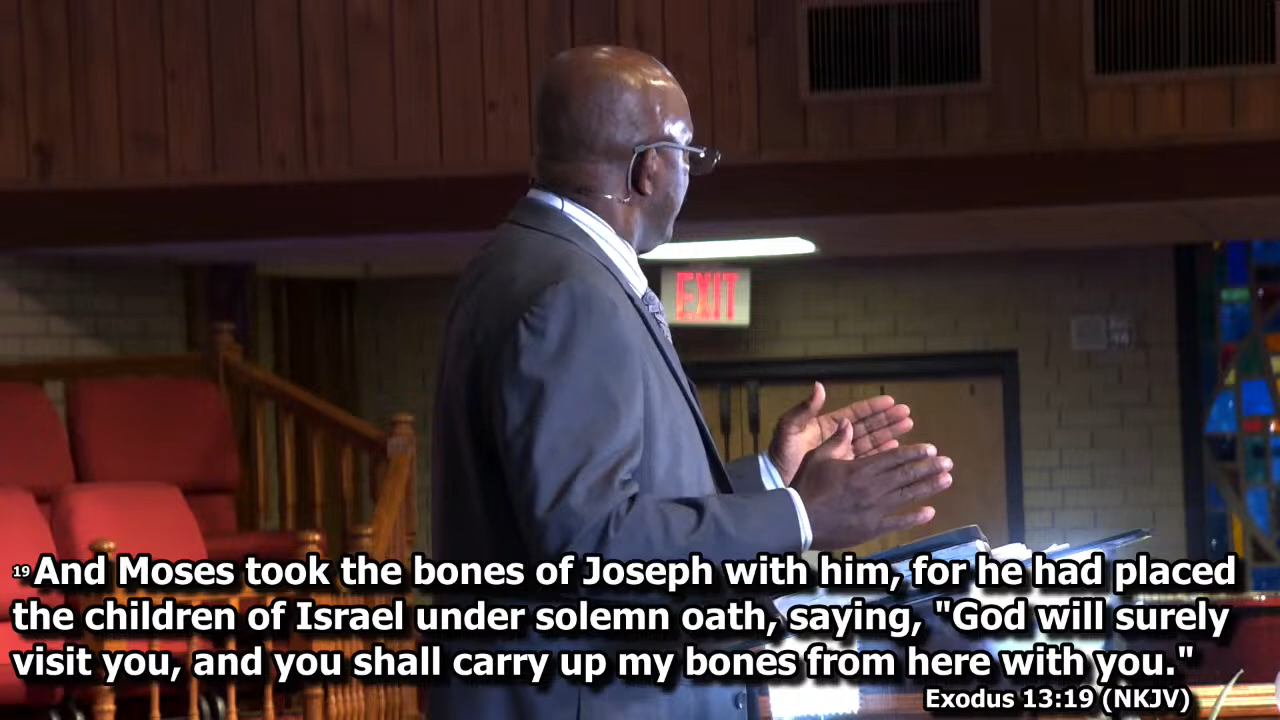 EXIT
19 And Moses took the bones of Joseph with him, for he had placed
the children of Israel under solemn oath, saying, "God will surely
visit you, and you shall carry up my bones from here with you."
Exodus 13:19 (NKJV)